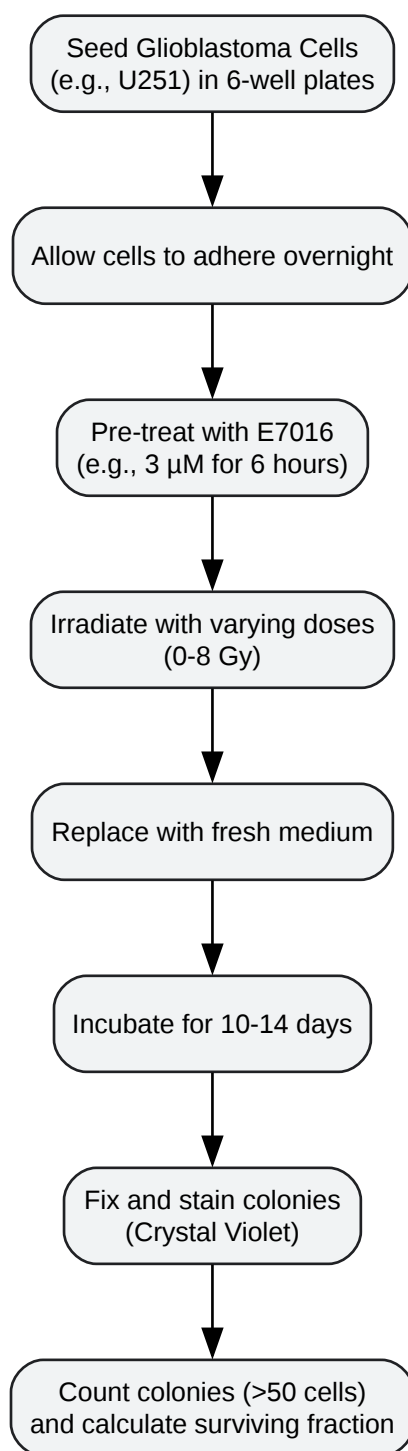 Seed Glioblastoma Cells
(e.g., U251) in 6-well plates
Allow cells to adhere overnight
Pre-treat with E7016
(e.g., 3 µM for 6 hours)
Irradiate with varying doses
(0-8 Gy)
Replace with fresh medium
Incubate for 10-14 days
Fix and stain colonies
(Crystal Violet)
Count colonies (>50 cells)
and calculate surviving fraction